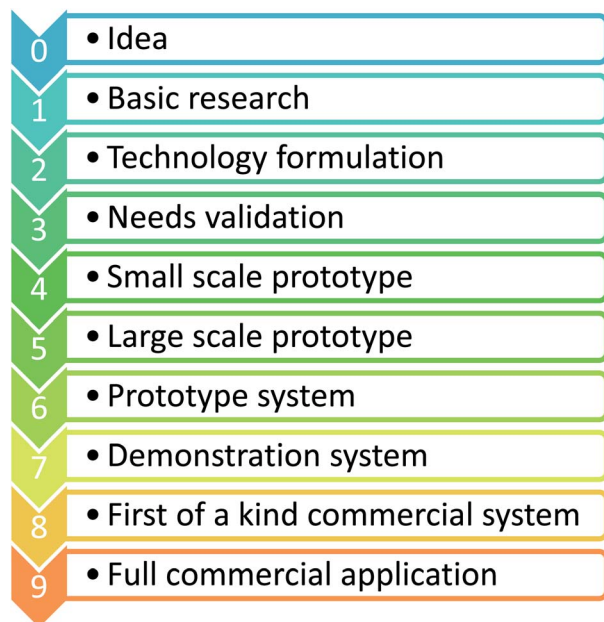 0 • Idea
1 • Basic research
2 • Technology formulation
3 • Needs validation
4 • Small scale prototype
5 • Large scale prototype
6 • Prototype system
7 • Demonstration system
8 • First of a kind commercial system
9 • Full commercial application